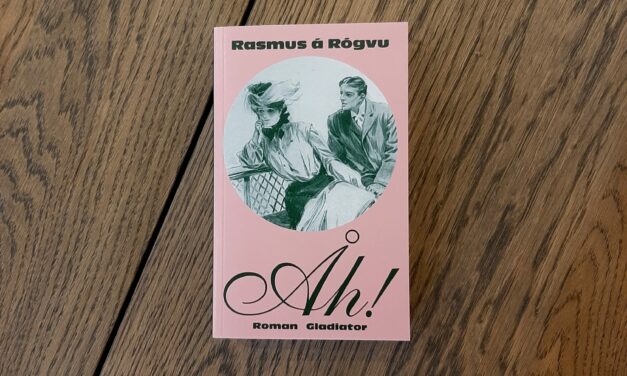 Rasmus á Rógvu
Åh!
Roman Gladiator